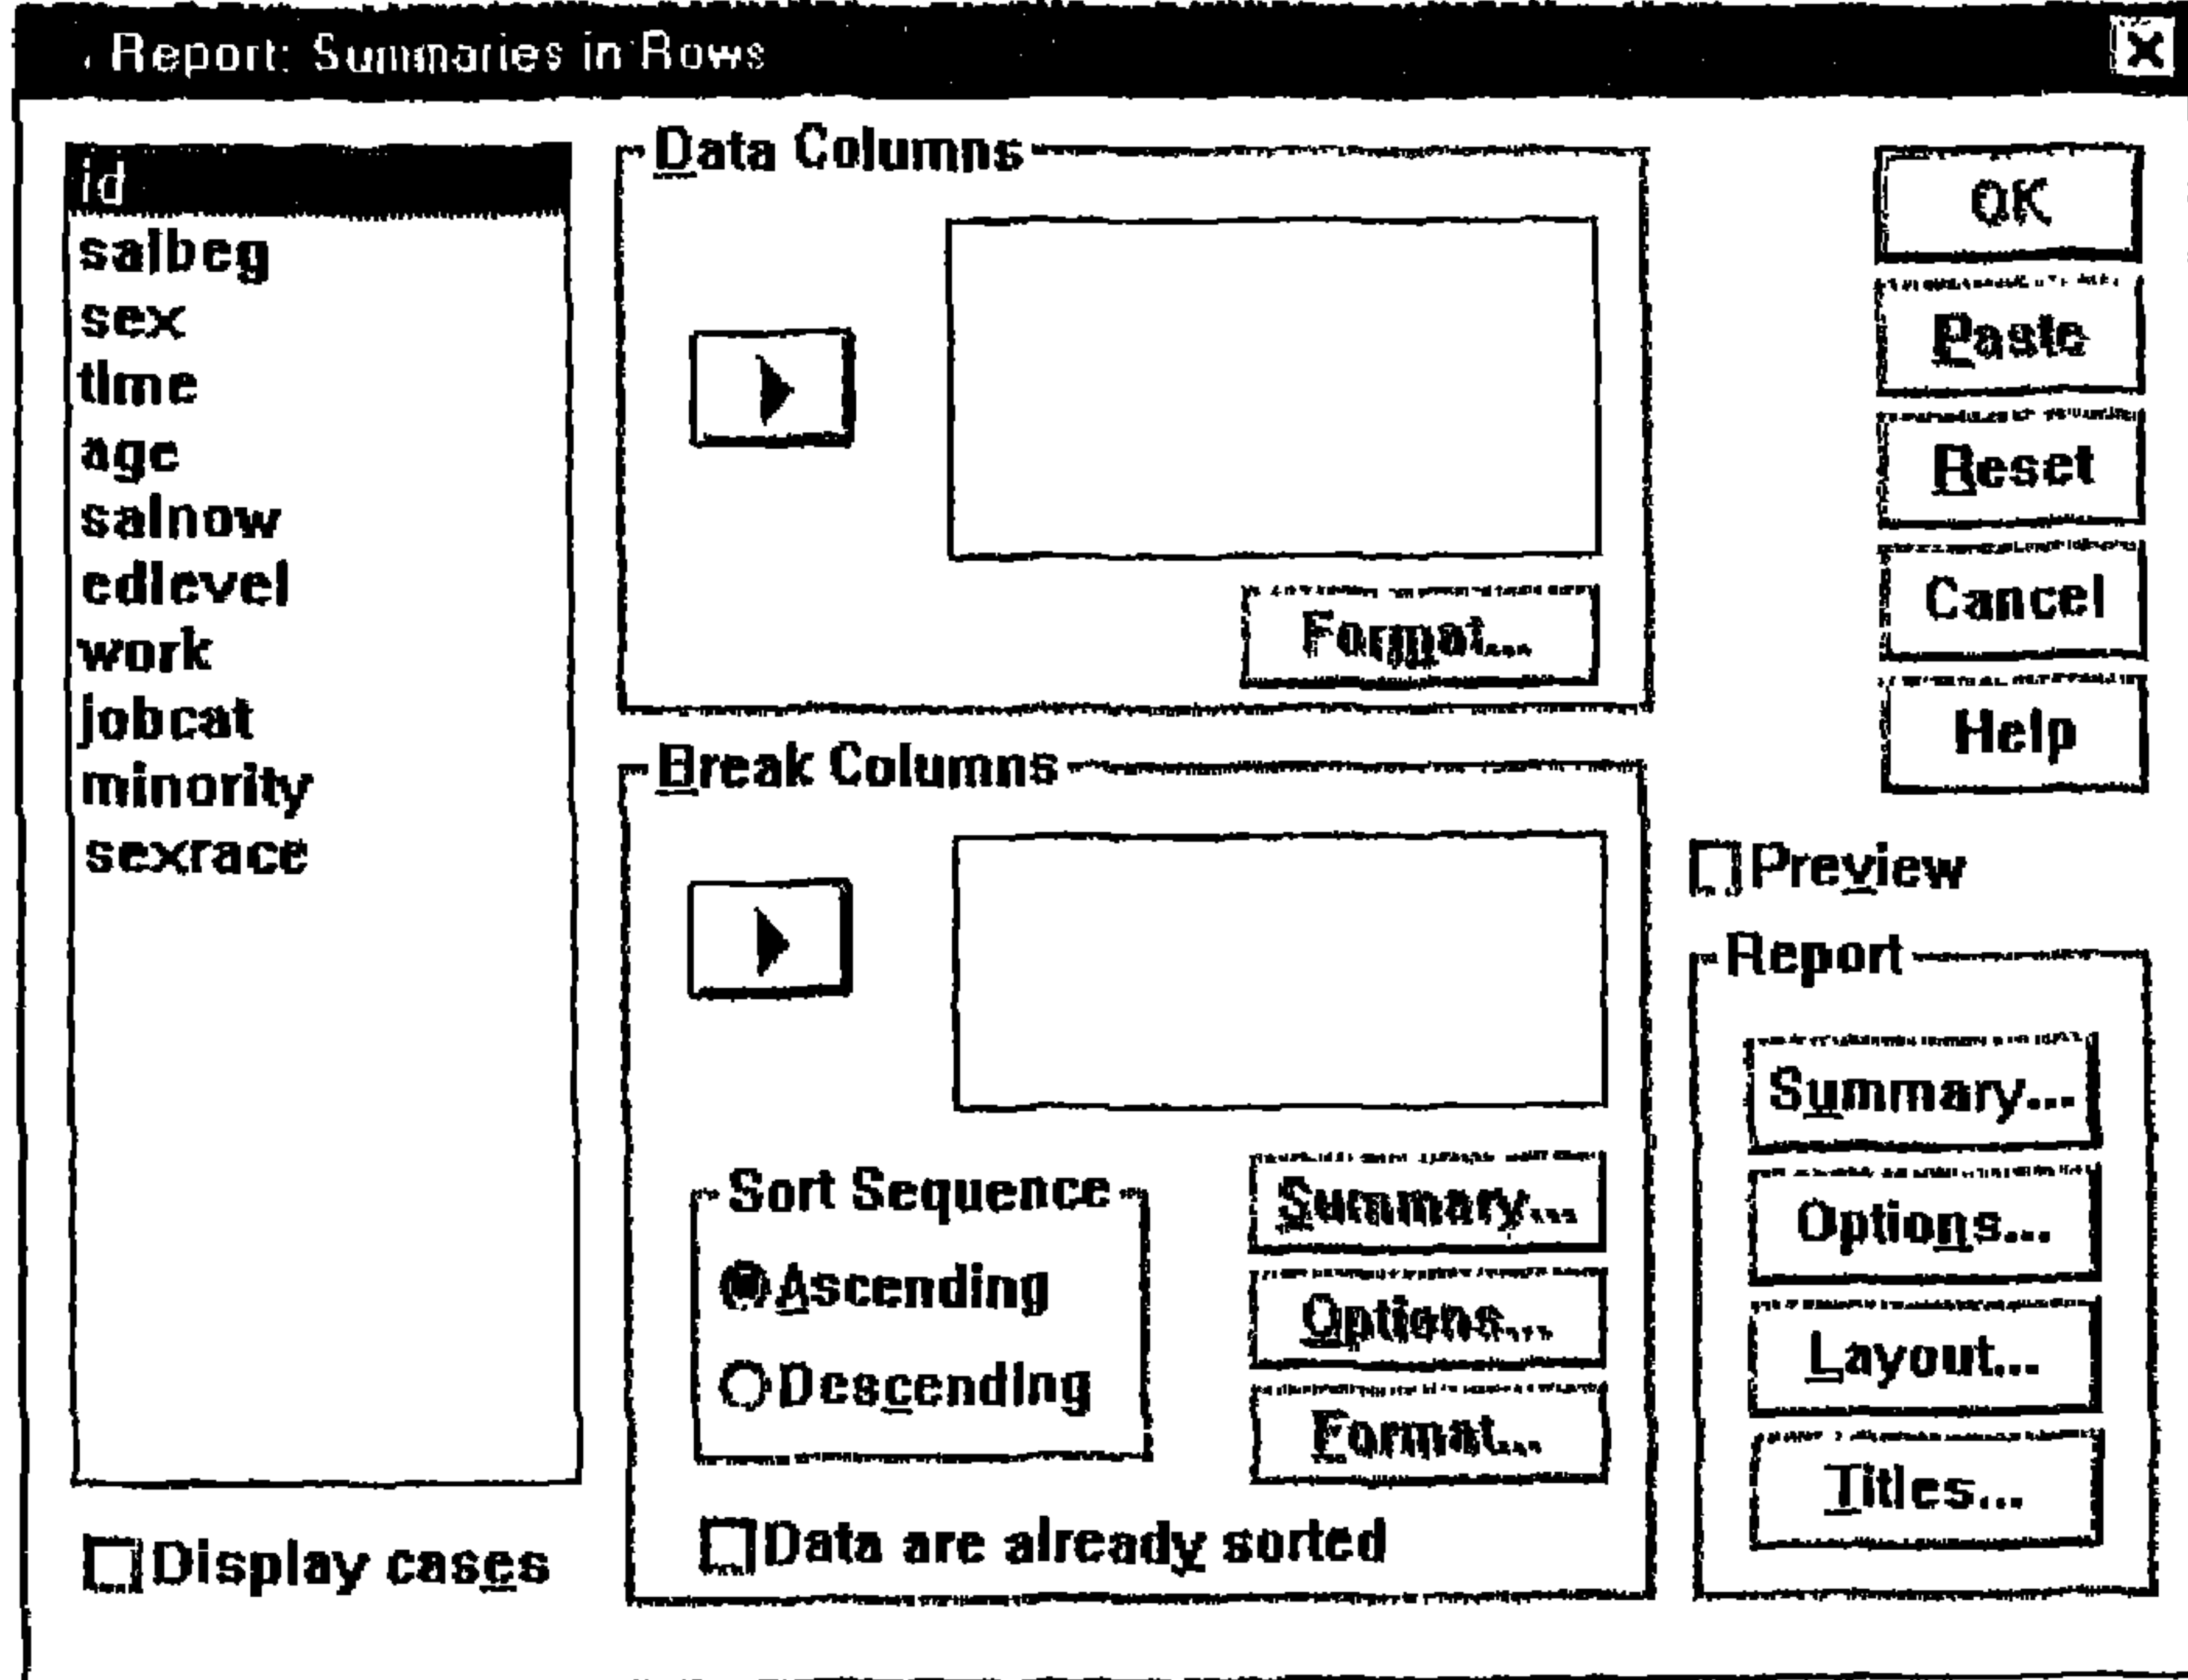 Report: Summaries in Rows
id
salbeg
sex
time
age
salnow
edlevel
work
jobcat
minority
sexrace
Display cases
Data Columns
Format...
Break Columns
Sort Sequence
Ascending
Descending
Summary...
Options...
Format...
Data are already sorted
OK
Paste
Reset
Cancel
Help
Preview
Report
Summary...
Options...
Layout...
Titles...